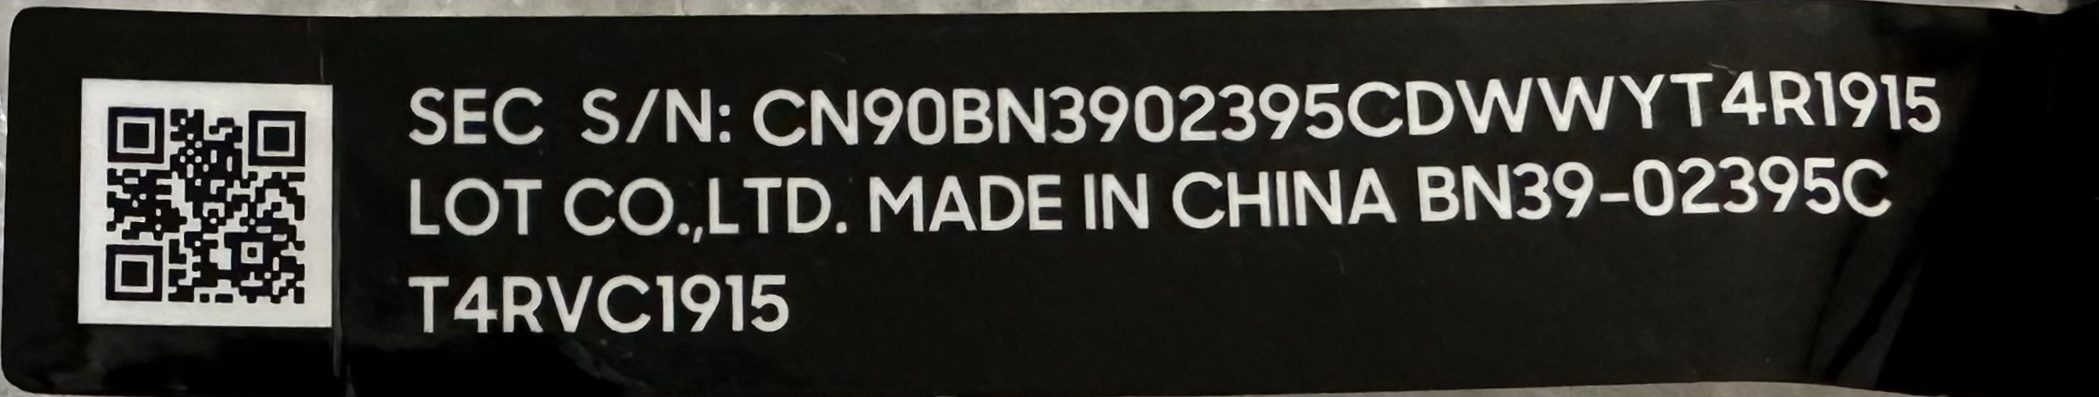 SEC S/N: CN90BN3902395CDWWYT4R1915
LOT CO.,LTD. MADE IN CHINA BN39-02395C
T4RVC1915